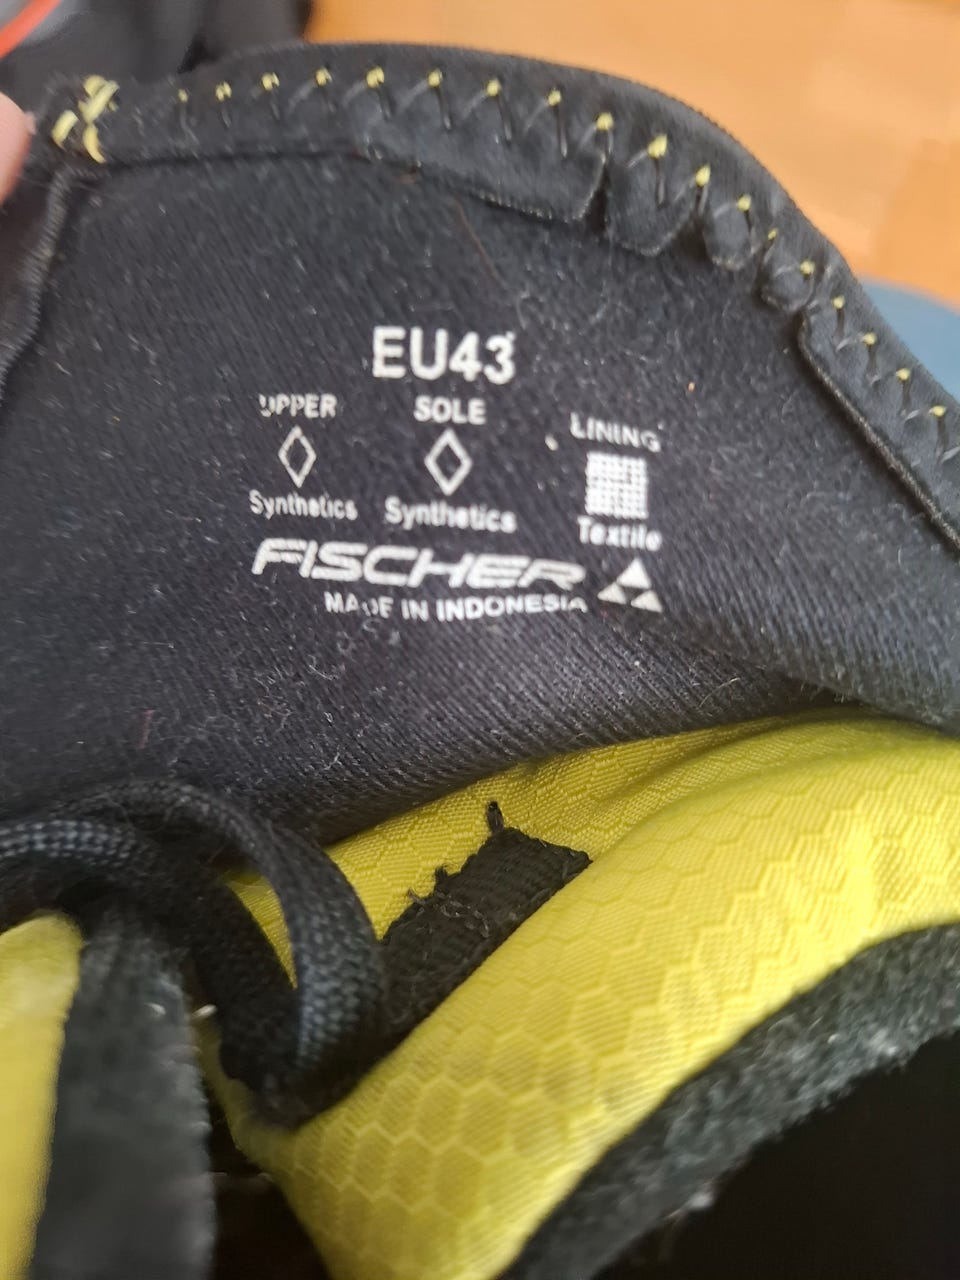 EU43
UPPER SOLE LINING
Synthetics Synthetics Textile
FISCHER
MADE IN INDONESIA